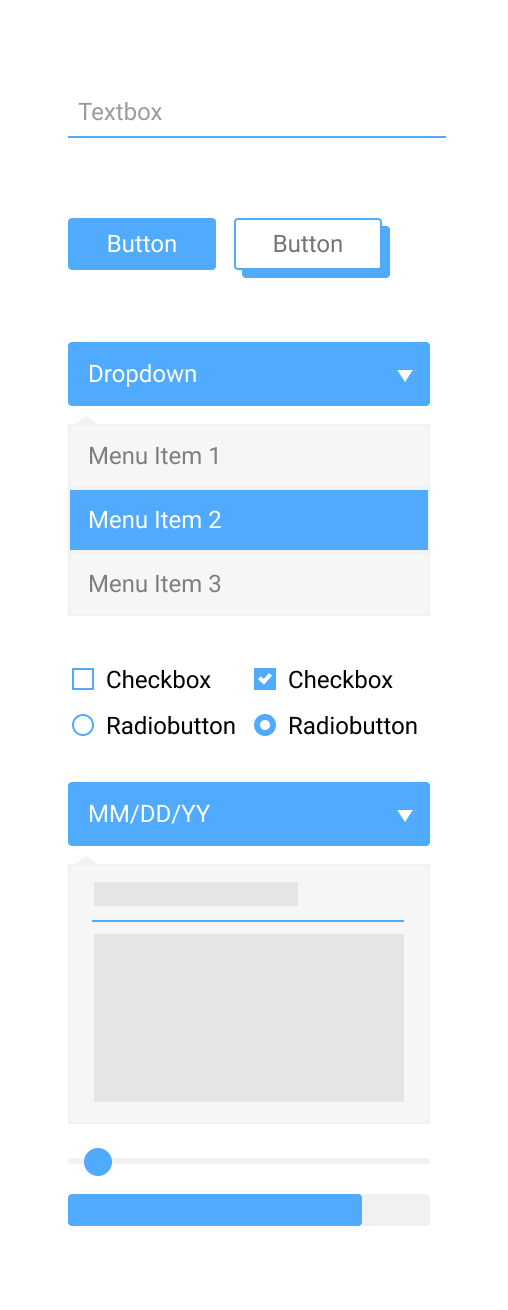 Textbox
Button Button
Dropdown
Menu Item 1
Menu Item 2
Menu Item 3
Checkbox Checkbox
Radiobutton Radiobutton
MM/DD/YY